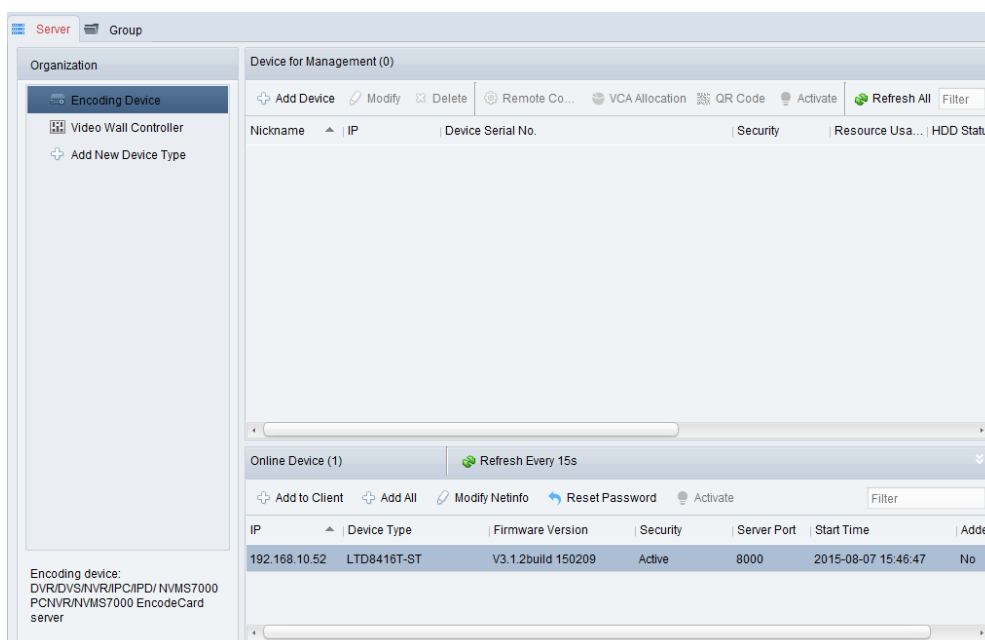 Server Group
Organization
Encoding Device
Video Wall Controller
Add New Device Type
Encoding device:
DVR/DVS/NVR/IPC/IPD/ NVMS7000
PCNVR/NVMS7000 EncodeCard
server
Device for Management (0)
Add Device Modify Delete Remote Co... VCA Allocation QR Code Activate Refresh All Filter
Nickname IP Device Serial No. Security Resource Usa... HDD Statu
Online Device (1) Refresh Every 15s
Add to Client Add All Modify Netinfo Reset Password Activate Filter
IP Device Type Firmware Version Security Server Port Start Time Adde
192.168.10.52 LTD8416T-ST V3.1.2build 150209 Active 8000 2015-08-07 15:46:47 No